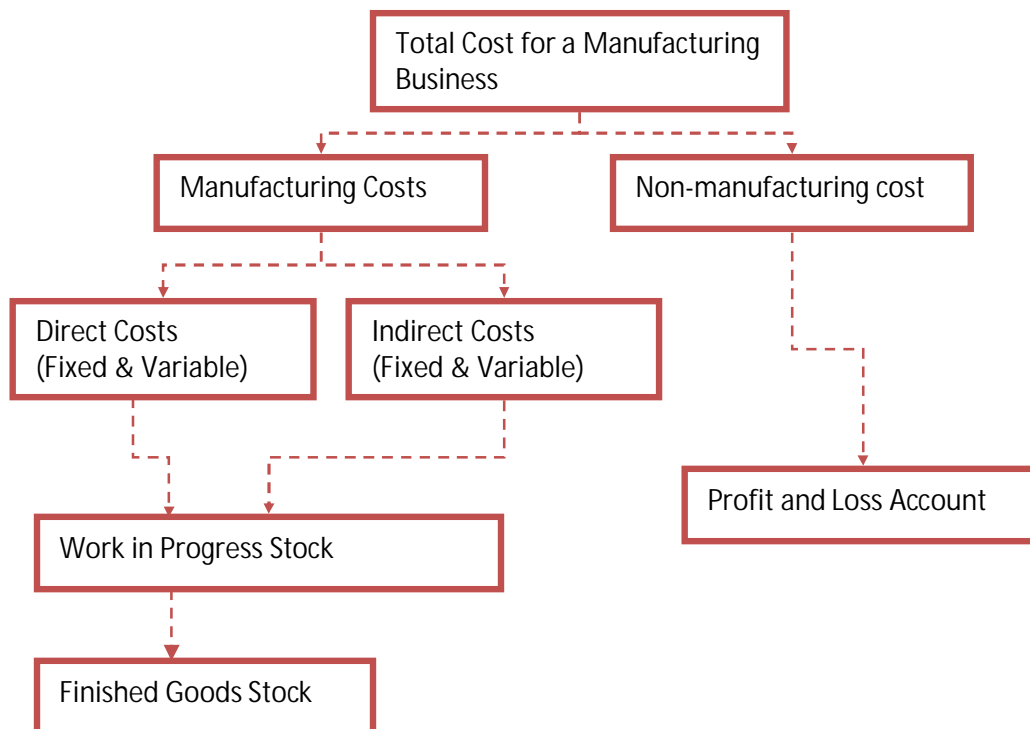 Total Cost for a Manufacturing
Business
Manufacturing Costs
Non-manufacturing cost
Direct Costs
(Fixed & Variable)
Indirect Costs
(Fixed & Variable)
Profit and Loss Account
Work in Progress Stock
Finished Goods Stock